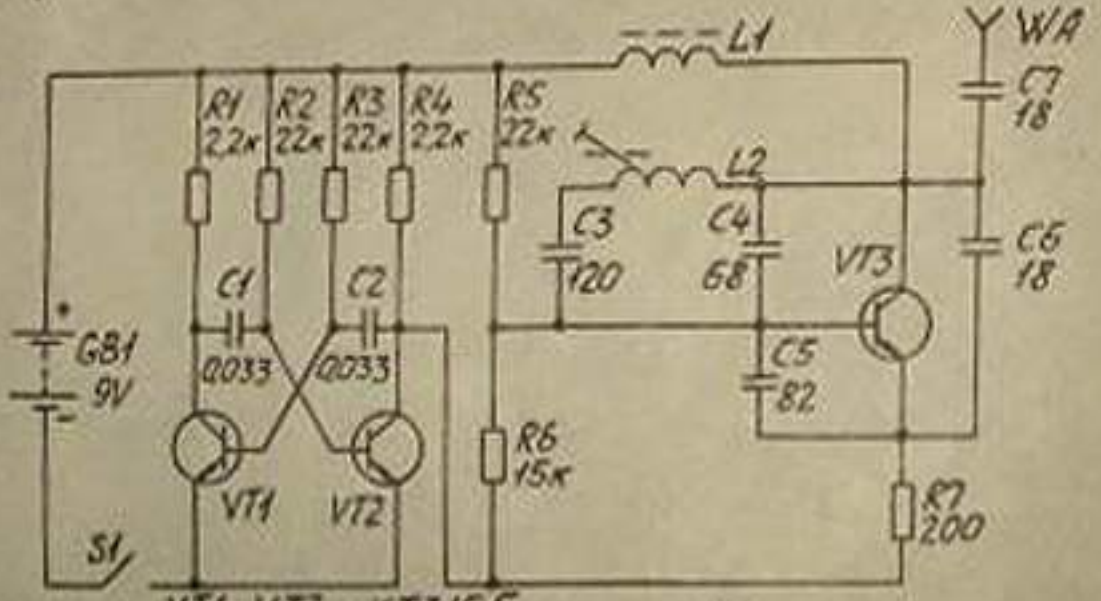 L1
WA
C7
18
R1
2,2к
R2
22к
R3
22к
R4
2,2к
R5
22к
L2
C3
120
C4
68
VT3
C6
18
C1
0,033
C2
0,033
+
GB1
9V
–
C5
82
R6
15к
VT1
VT2
R7
200
S1